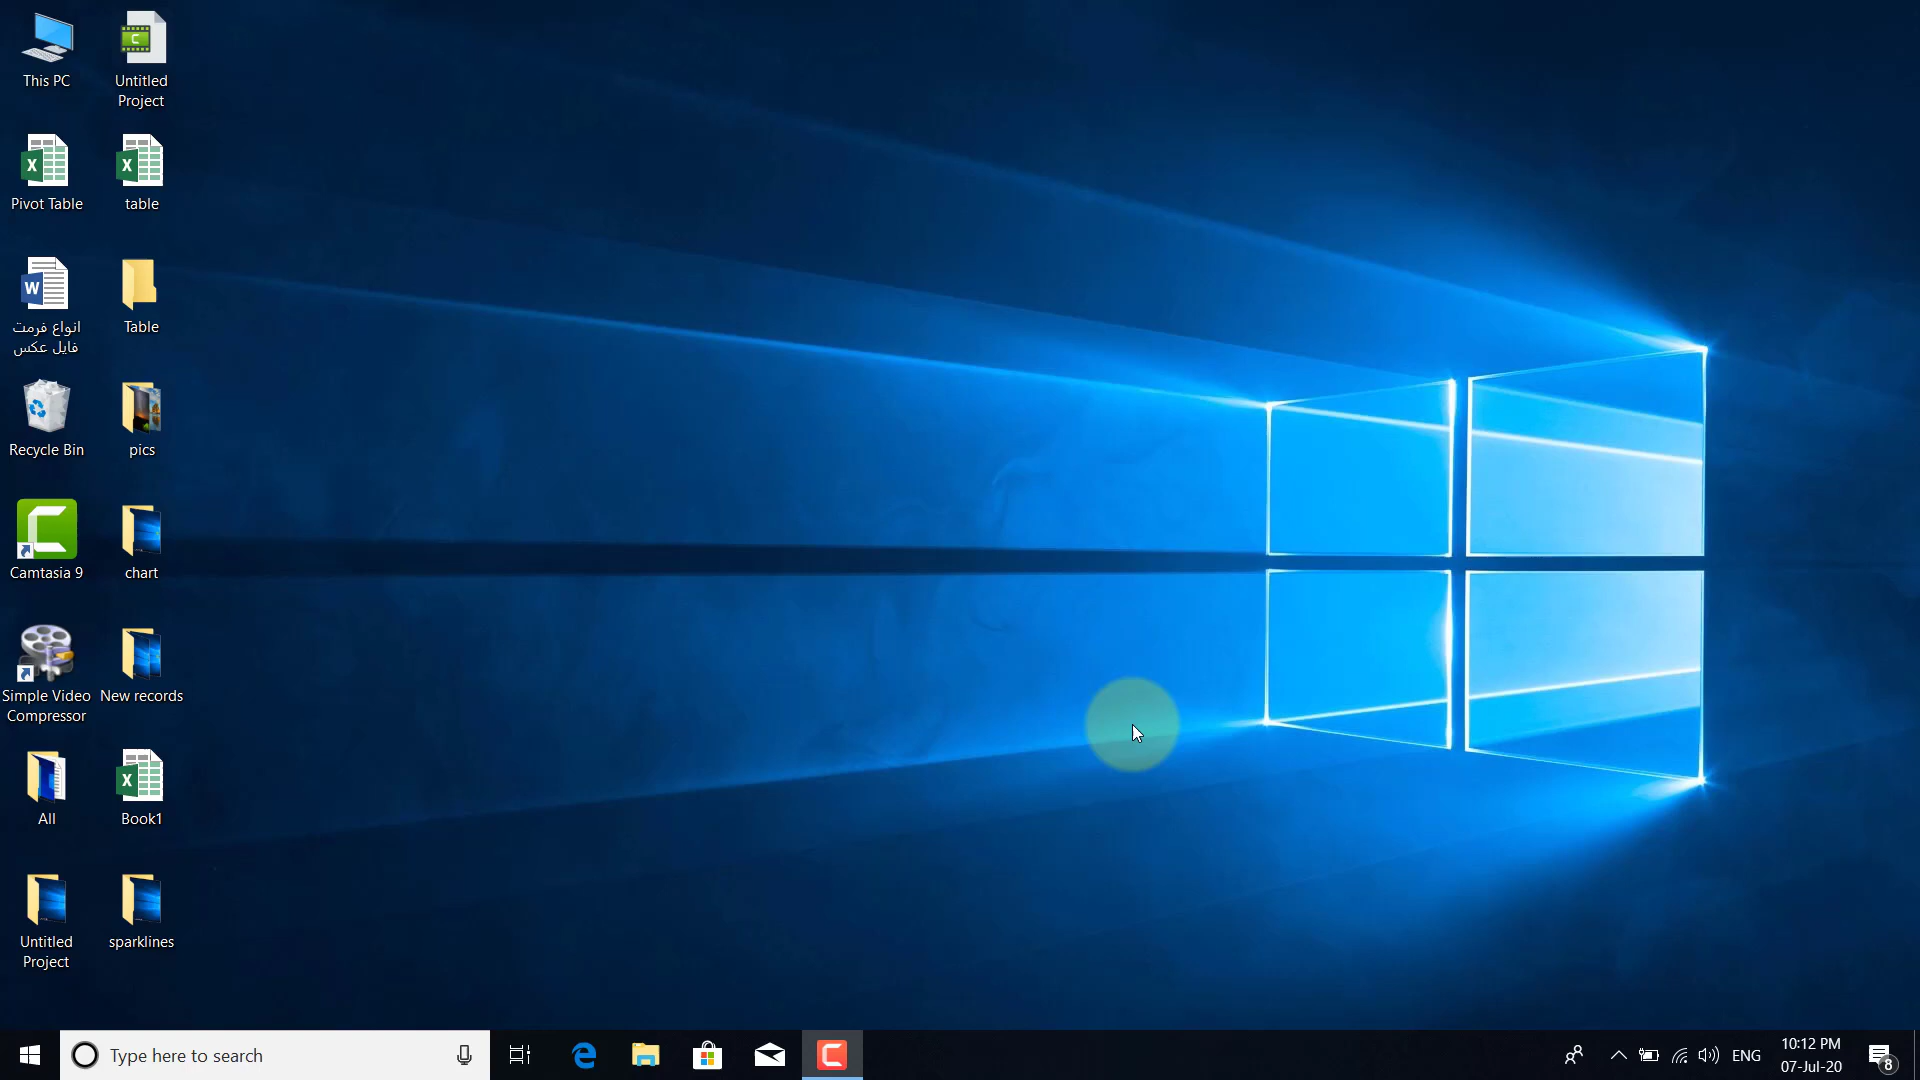 This PC
Untitled
Project
Pivot Table
table
انواع فرمت
فایل عکس
Table
Recycle Bin
pics
Camtasia 9
chart
Simple Video
Compressor
New records
All
Book1
Untitled
Project
sparklines
Type here to search
ENG
10:12 PM
07-Jul-20
8